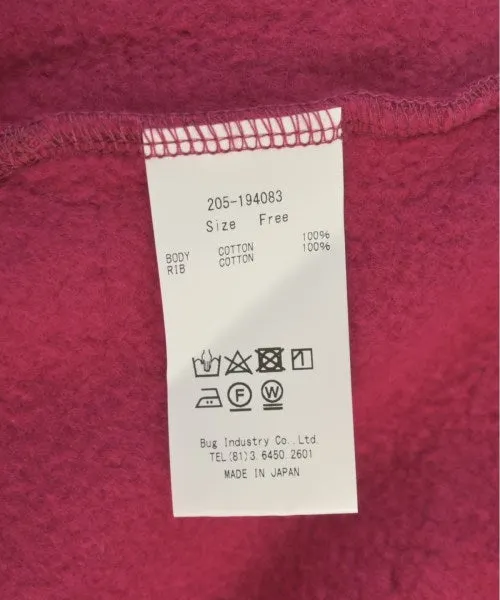 205-194083
Size Free
BODY COTTON 100%
RIB COTTON 100%
F W
Bug Industry Co., Ltd.
TEL(81)3.6450.2601
MADE IN JAPAN